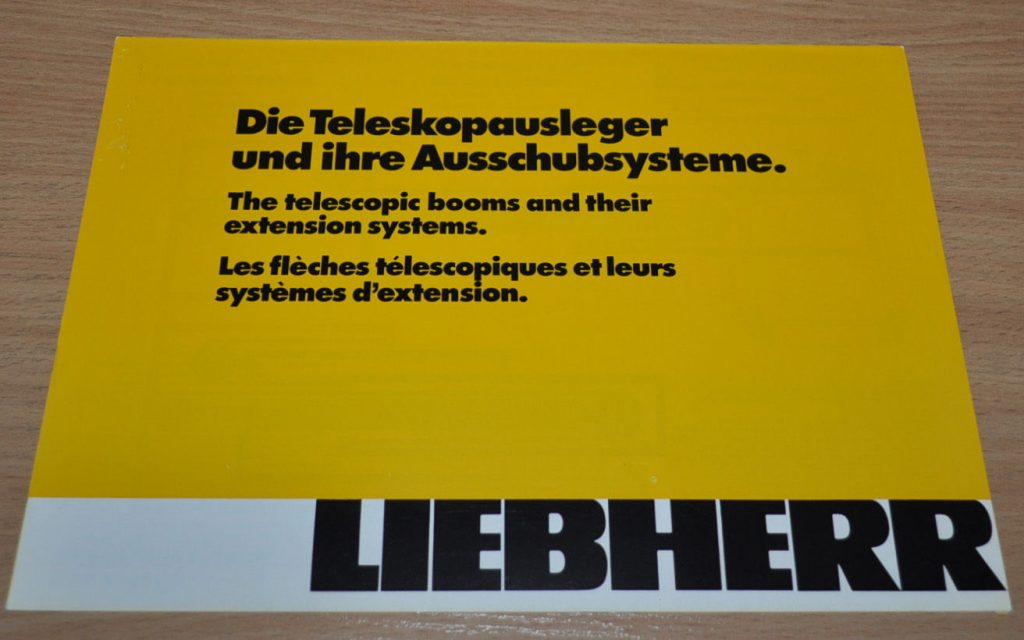 Die Teleskopausleger
und ihre Ausschubsysteme.
The telescopic booms and their
extension systems.
Les flèches télescopiques et leurs
systèmes d'extension.
LIEBHERR